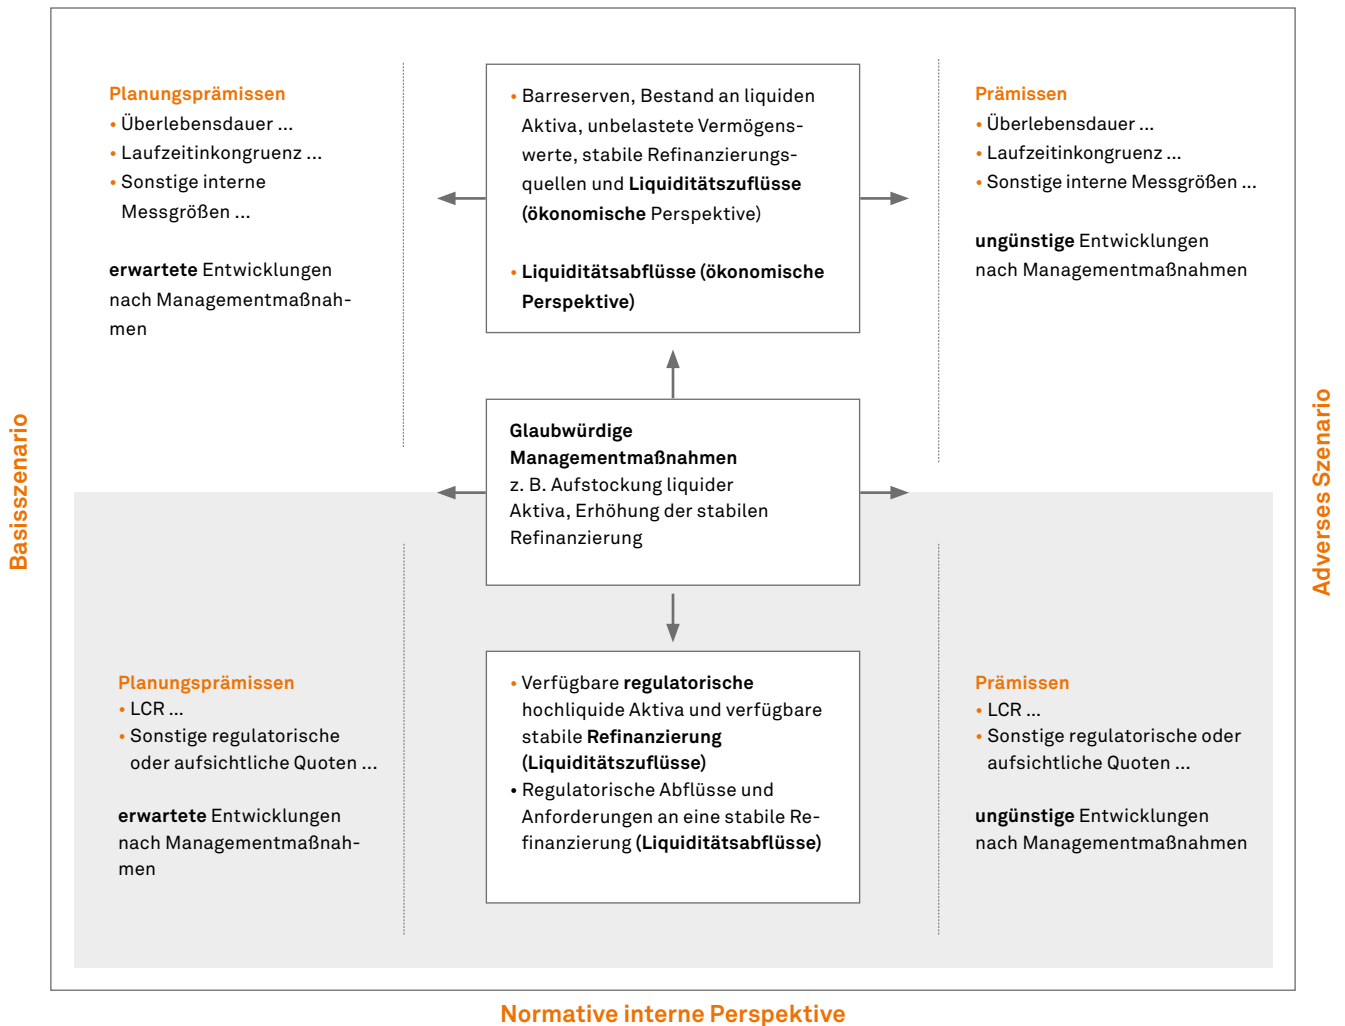 Planungsprämissen
• Überlebensdauer ...
• Laufzeitinkongruenz ...
• Sonstige interne
Messgrößen ...
erwartete Entwicklungen
nach Managementmaßnah-
men
• Barreserven, Bestand an liquiden
Aktiva, unbelastete Vermögens-
werte, stabile Refinanzierungs-
quellen und Liquiditätszuflüsse
(ökonomische Perspektive)
• Liquiditätsabflüsse (ökonomische
Perspektive)
Prämissen
• Überlebensdauer ...
• Laufzeitinkongruenz ...
• Sonstige interne Messgrößen ...
ungünstige Entwicklungen
nach Managementmaßnahmen
Basisszenario
Glaubwürdige
Managementmaßnahmen
z. B. Aufstockung liquider
Aktiva, Erhöhung der stabilen
Refinanzierung
Adverses Szenario
Planungsprämissen
• LCR ...
• Sonstige regulatorische
oder aufsichtliche Quoten ...
erwartete Entwicklungen
nach Managementmaßnah-
men
• Verfügbare regulatorische
hochliquide Aktiva und verfügbare
stabile Refinanzierung
(Liquiditätszuflüsse)
• Regulatorische Abflüsse und
Anforderungen an eine stabile Re-
finanzierung (Liquiditätsabflüsse)
Prämissen
• LCR ...
• Sonstige regulatorische oder
aufsichtliche Quoten ...
ungünstige Entwicklungen
nach Managementmaßnahmen
Normative interne Perspektive